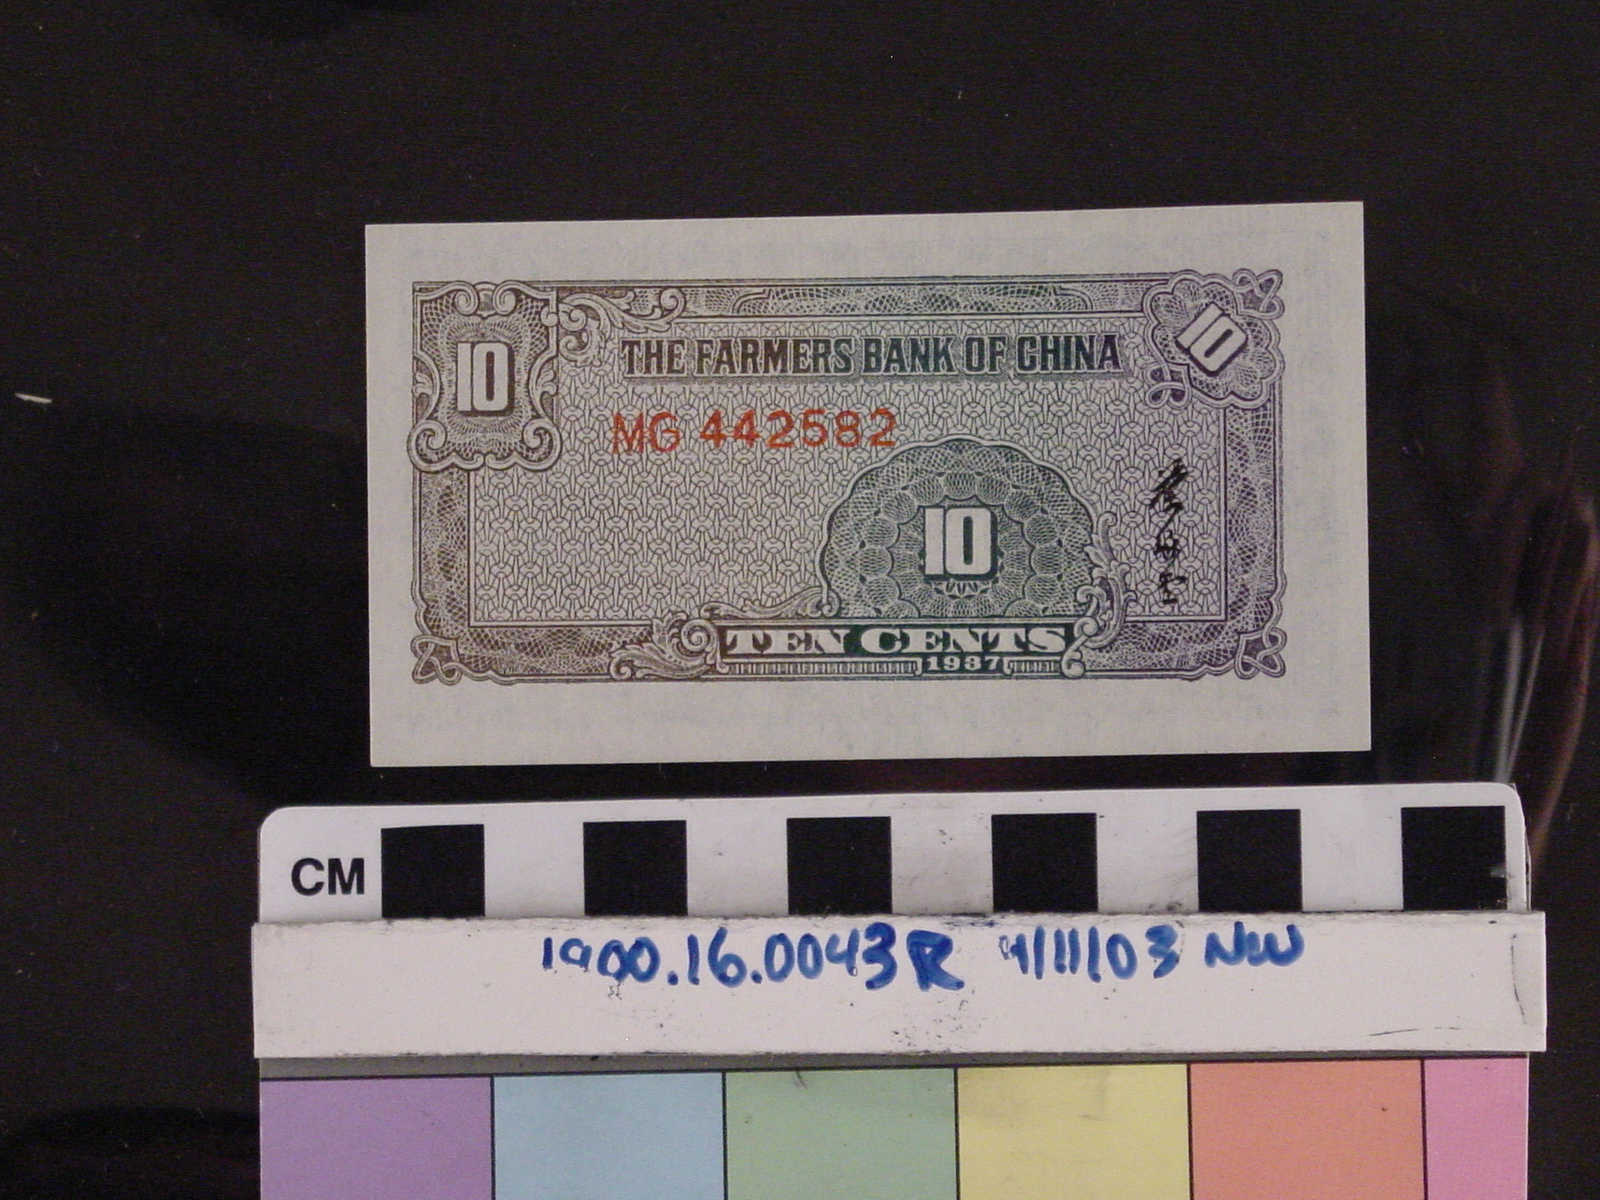 10
10
THE FARMERS BANK OF CHINA
MG 442582
10
TEN CENTS
1937
CM
1900.16.0043R 4/11/03 NW